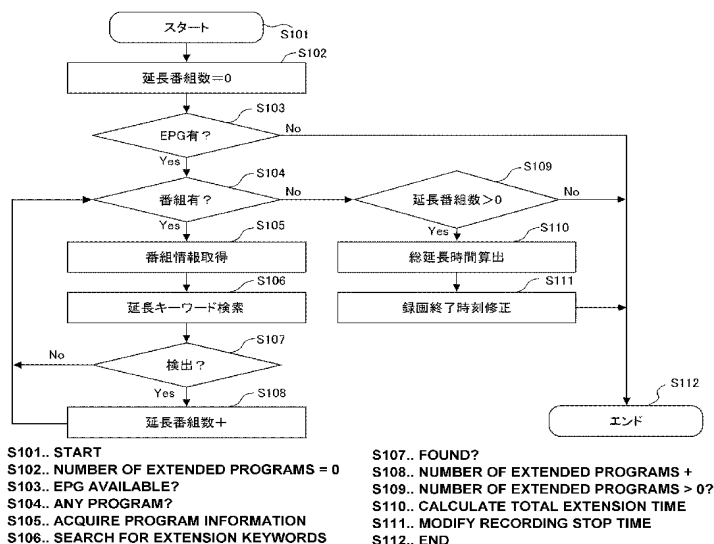 スタート
S101
S102
延長番組数=0
S103
EPG有?
No
Yes
S104
番組有?
No
Yes
S109
延長番組数>0
No
Yes
S105
番組情報取得
S110
総延長時間算出
S106
延長キーワード検索
S111
録画終了時刻修正
S107
検出?
No
Yes
S108
延長番組数+
S112
エンド
S101.. START
S102.. NUMBER OF EXTENDED PROGRAMS = 0
S103.. EPG AVAILABLE?
S104.. ANY PROGRAM?
S105.. ACQUIRE PROGRAM INFORMATION
S106.. SEARCH FOR EXTENSION KEYWORDS
S107.. FOUND?
S108.. NUMBER OF EXTENDED PROGRAMS +
S109.. NUMBER OF EXTENDED PROGRAMS > 0?
S110.. CALCULATE TOTAL EXTENSION TIME
S111.. MODIFY RECORDING STOP TIME
S112.. END